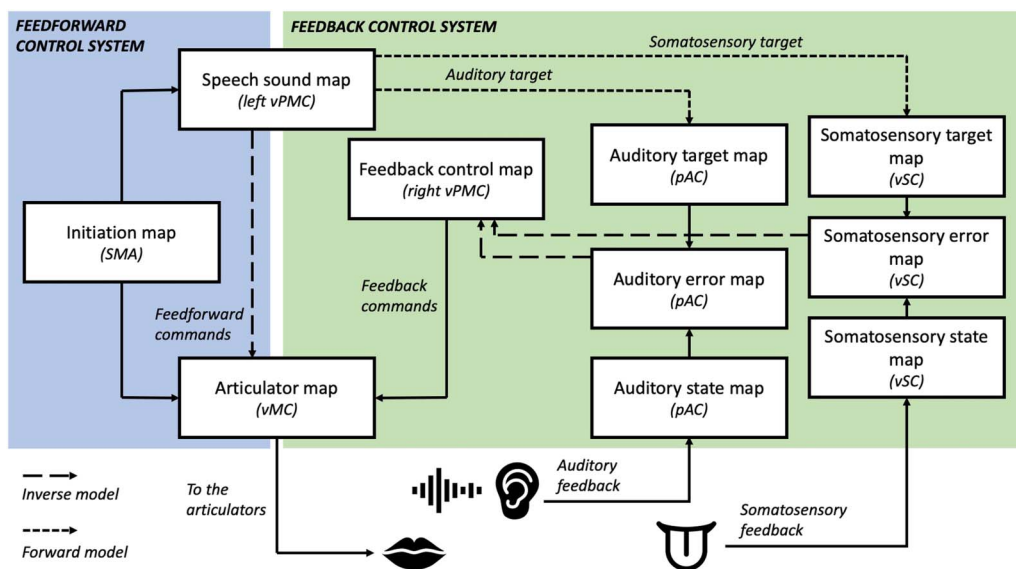 FEEDFORWARD
CONTROL SYSTEM
FEEDBACK CONTROL SYSTEM
Somatosensory target
Auditory target
Speech sound map
(left vPMC)
Feedback control map
(right vPMC)
Auditory target map
(pAC)
Somatosensory target
map
(vSC)
Initiation map
(SMA)
Somatosensory error
map
(vSC)
Auditory error map
(pAC)
Feedback
commands
Feedforward
commands
Somatosensory state
map
(vSC)
Articulator map
(vMC)
Auditory state map
(pAC)
Inverse model
Forward model
To the
articulators
Auditory
feedback
Somatosensory
feedback